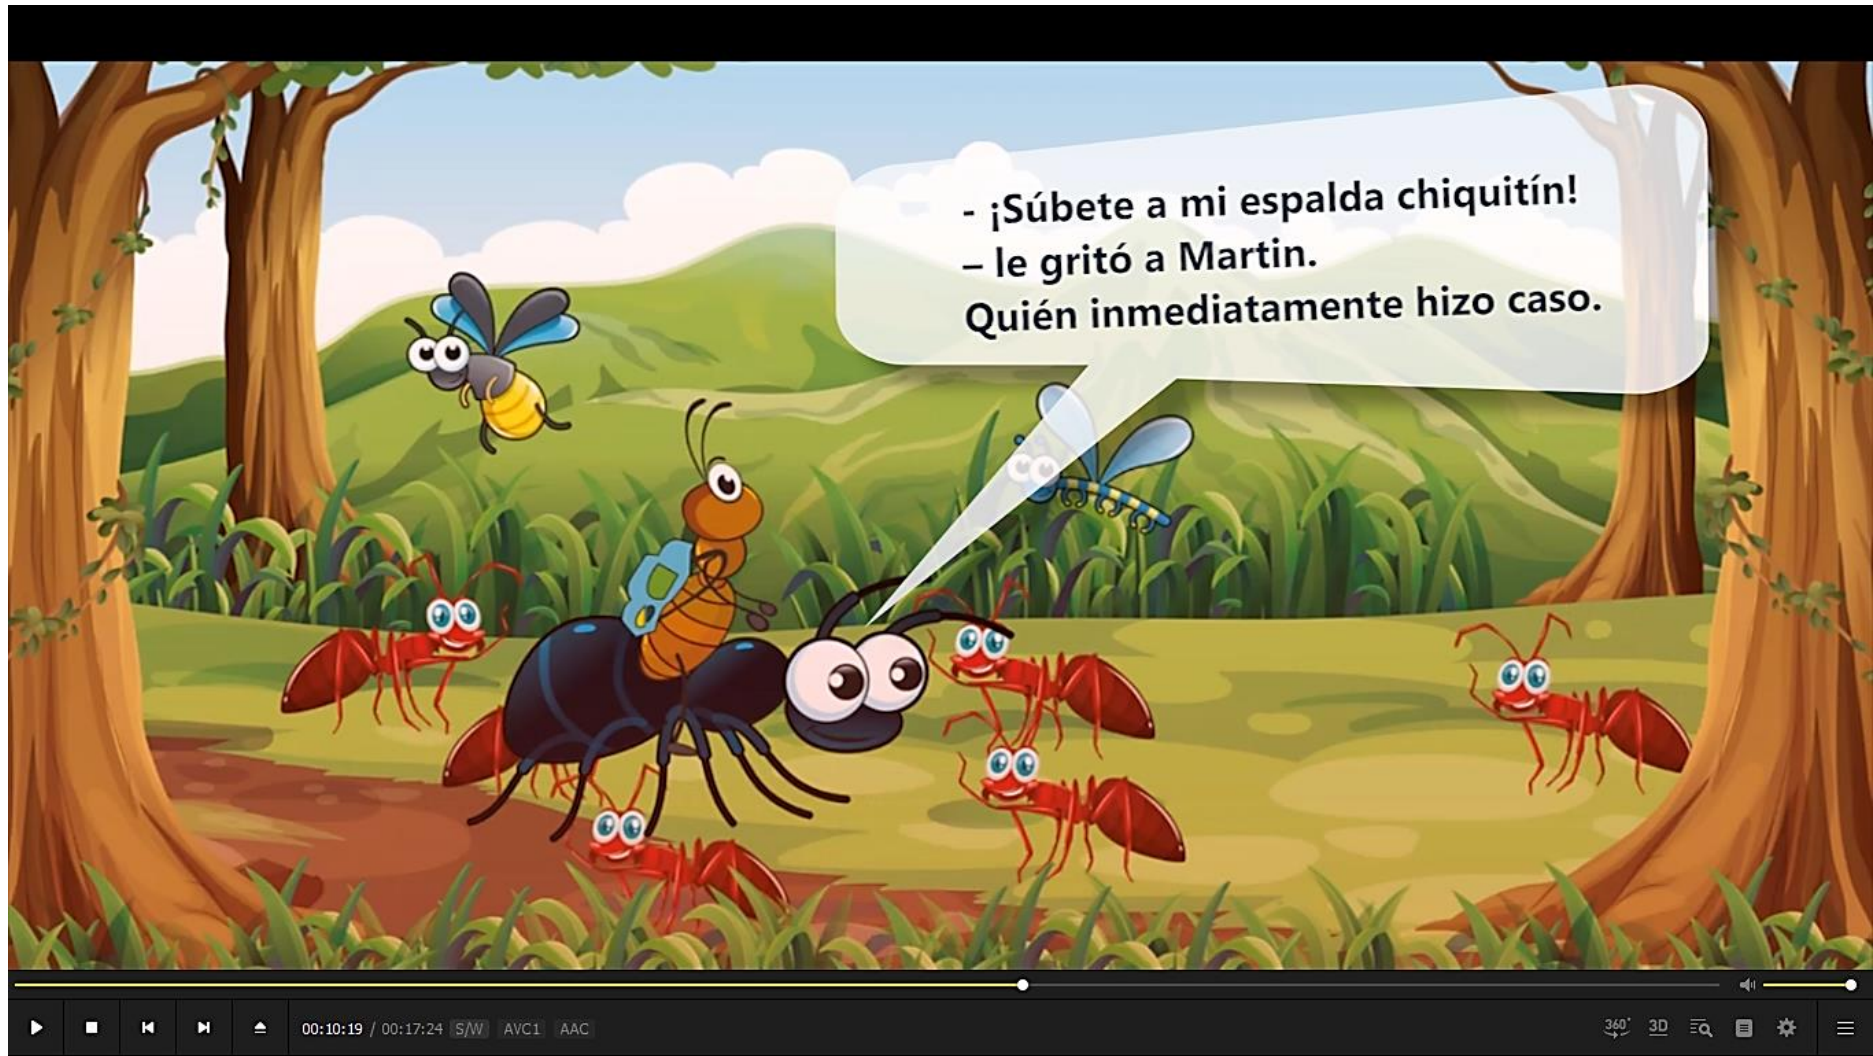 - ¡Súbete a mi espalda chiquitín!
– le gritó a Martin.
Quién inmediatamente hizo caso.
00:10:19 / 00:17:24 S/W AVC1 AAC
360° 3D